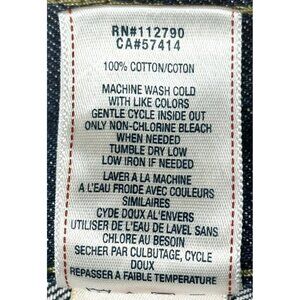 RN#112790
CA#57414
100% COTTON/COTON
MACHINE WASH COLD
WITH LIKE COLORS
GENTLE CYCLE INSIDE OUT
ONLY NON-CHLORINE BLEACH
WHEN NEEDED
TUMBLE DRY LOW
LOW IRON IF NEEDED
LAVER A LA MACHINE
A L'EAU FROIDE AVEC COULEURS
SIMILAIRES
CYDE DOUX AL'ENVERS
UTILISER DE L'EAU DE LAVEL SANS
CHLORE AU BESOIN
SECHER PAR CULBUTAGE, CYCLE
DOUX
REPASSER A FAIBLE TEMPERATURE